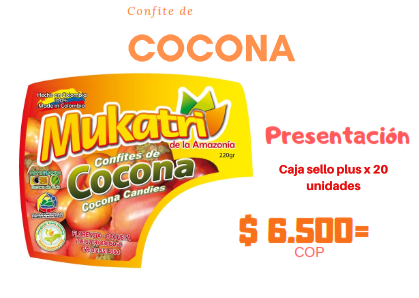 Confite de
COCONA
Hecho en Colombia
Made in Colombia
Mukatri
de la Amazonía
220gr
Confites de
Cocona
Cocona Candies
Presentación
Caja sello plus x 20
unidades
$ 6.500=
COP